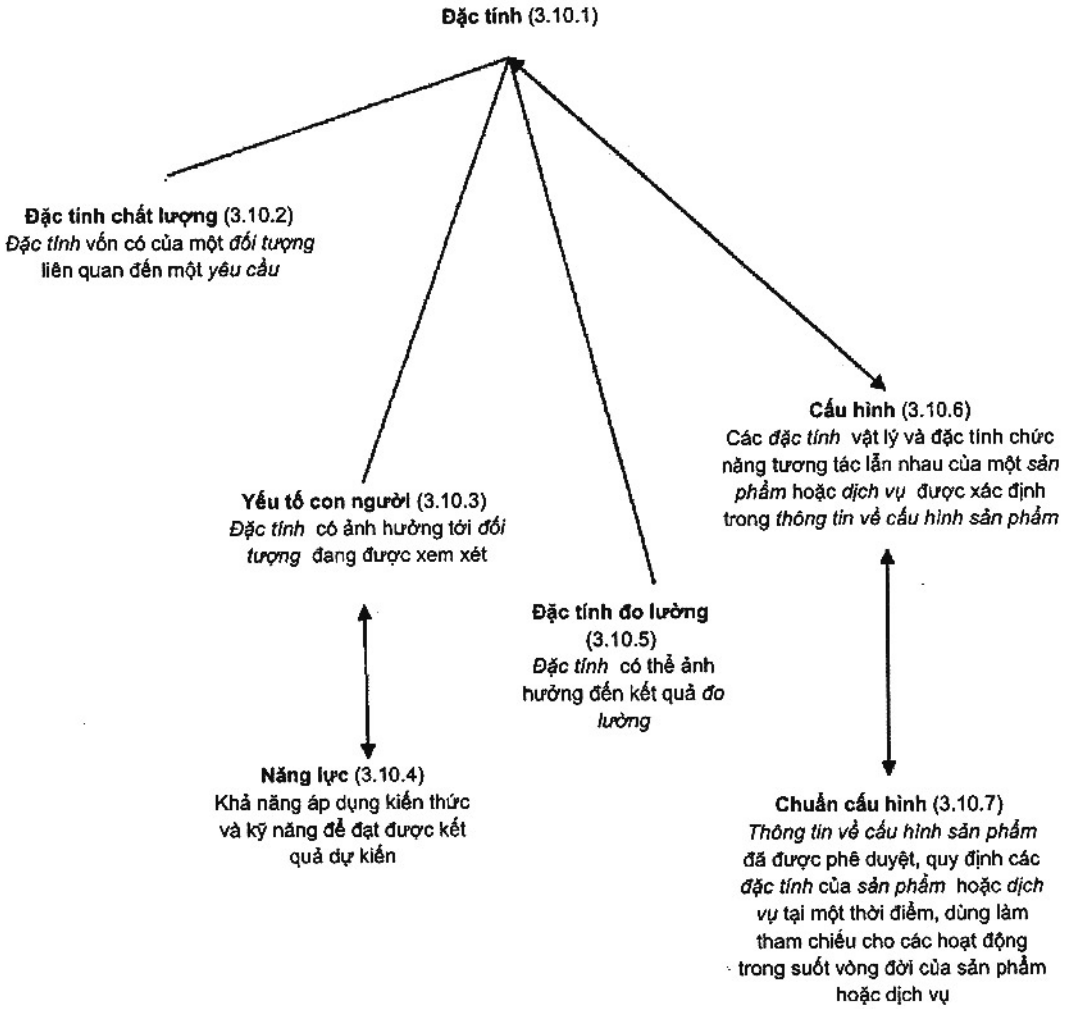 Đặc tính (3.10.1)
Đặc tính chất lượng (3.10.2)
Đặc tính vốn có của một đối tượng
liên quan đến một yêu cầu
Yếu tố con người (3.10.3)
Đặc tính có ảnh hưởng tới đối
tượng đang được xem xét
Năng lực (3.10.4)
Khả năng áp dụng kiến thức
và kỹ năng để đạt được kết
quả dự kiến
Đặc tính đo lường
(3.10.5)
Đặc tính có thể ảnh
hưởng đến kết quả đo
lường
Cấu hình (3.10.6)
Các đặc tính vật lý và đặc tính chức
năng tương tác lẫn nhau của một sản
phẩm hoặc dịch vụ được xác định
trong thông tin về cấu hình sản phẩm
Chuẩn cấu hình (3.10.7)
Thông tin về cấu hình sản phẩm
đã được phê duyệt, quy định các
đặc tính của sản phẩm hoặc dịch
vụ tại một thời điểm, dùng làm
tham chiếu cho các hoạt động
trong suốt vòng đời của sản phẩm
hoặc dịch vụ